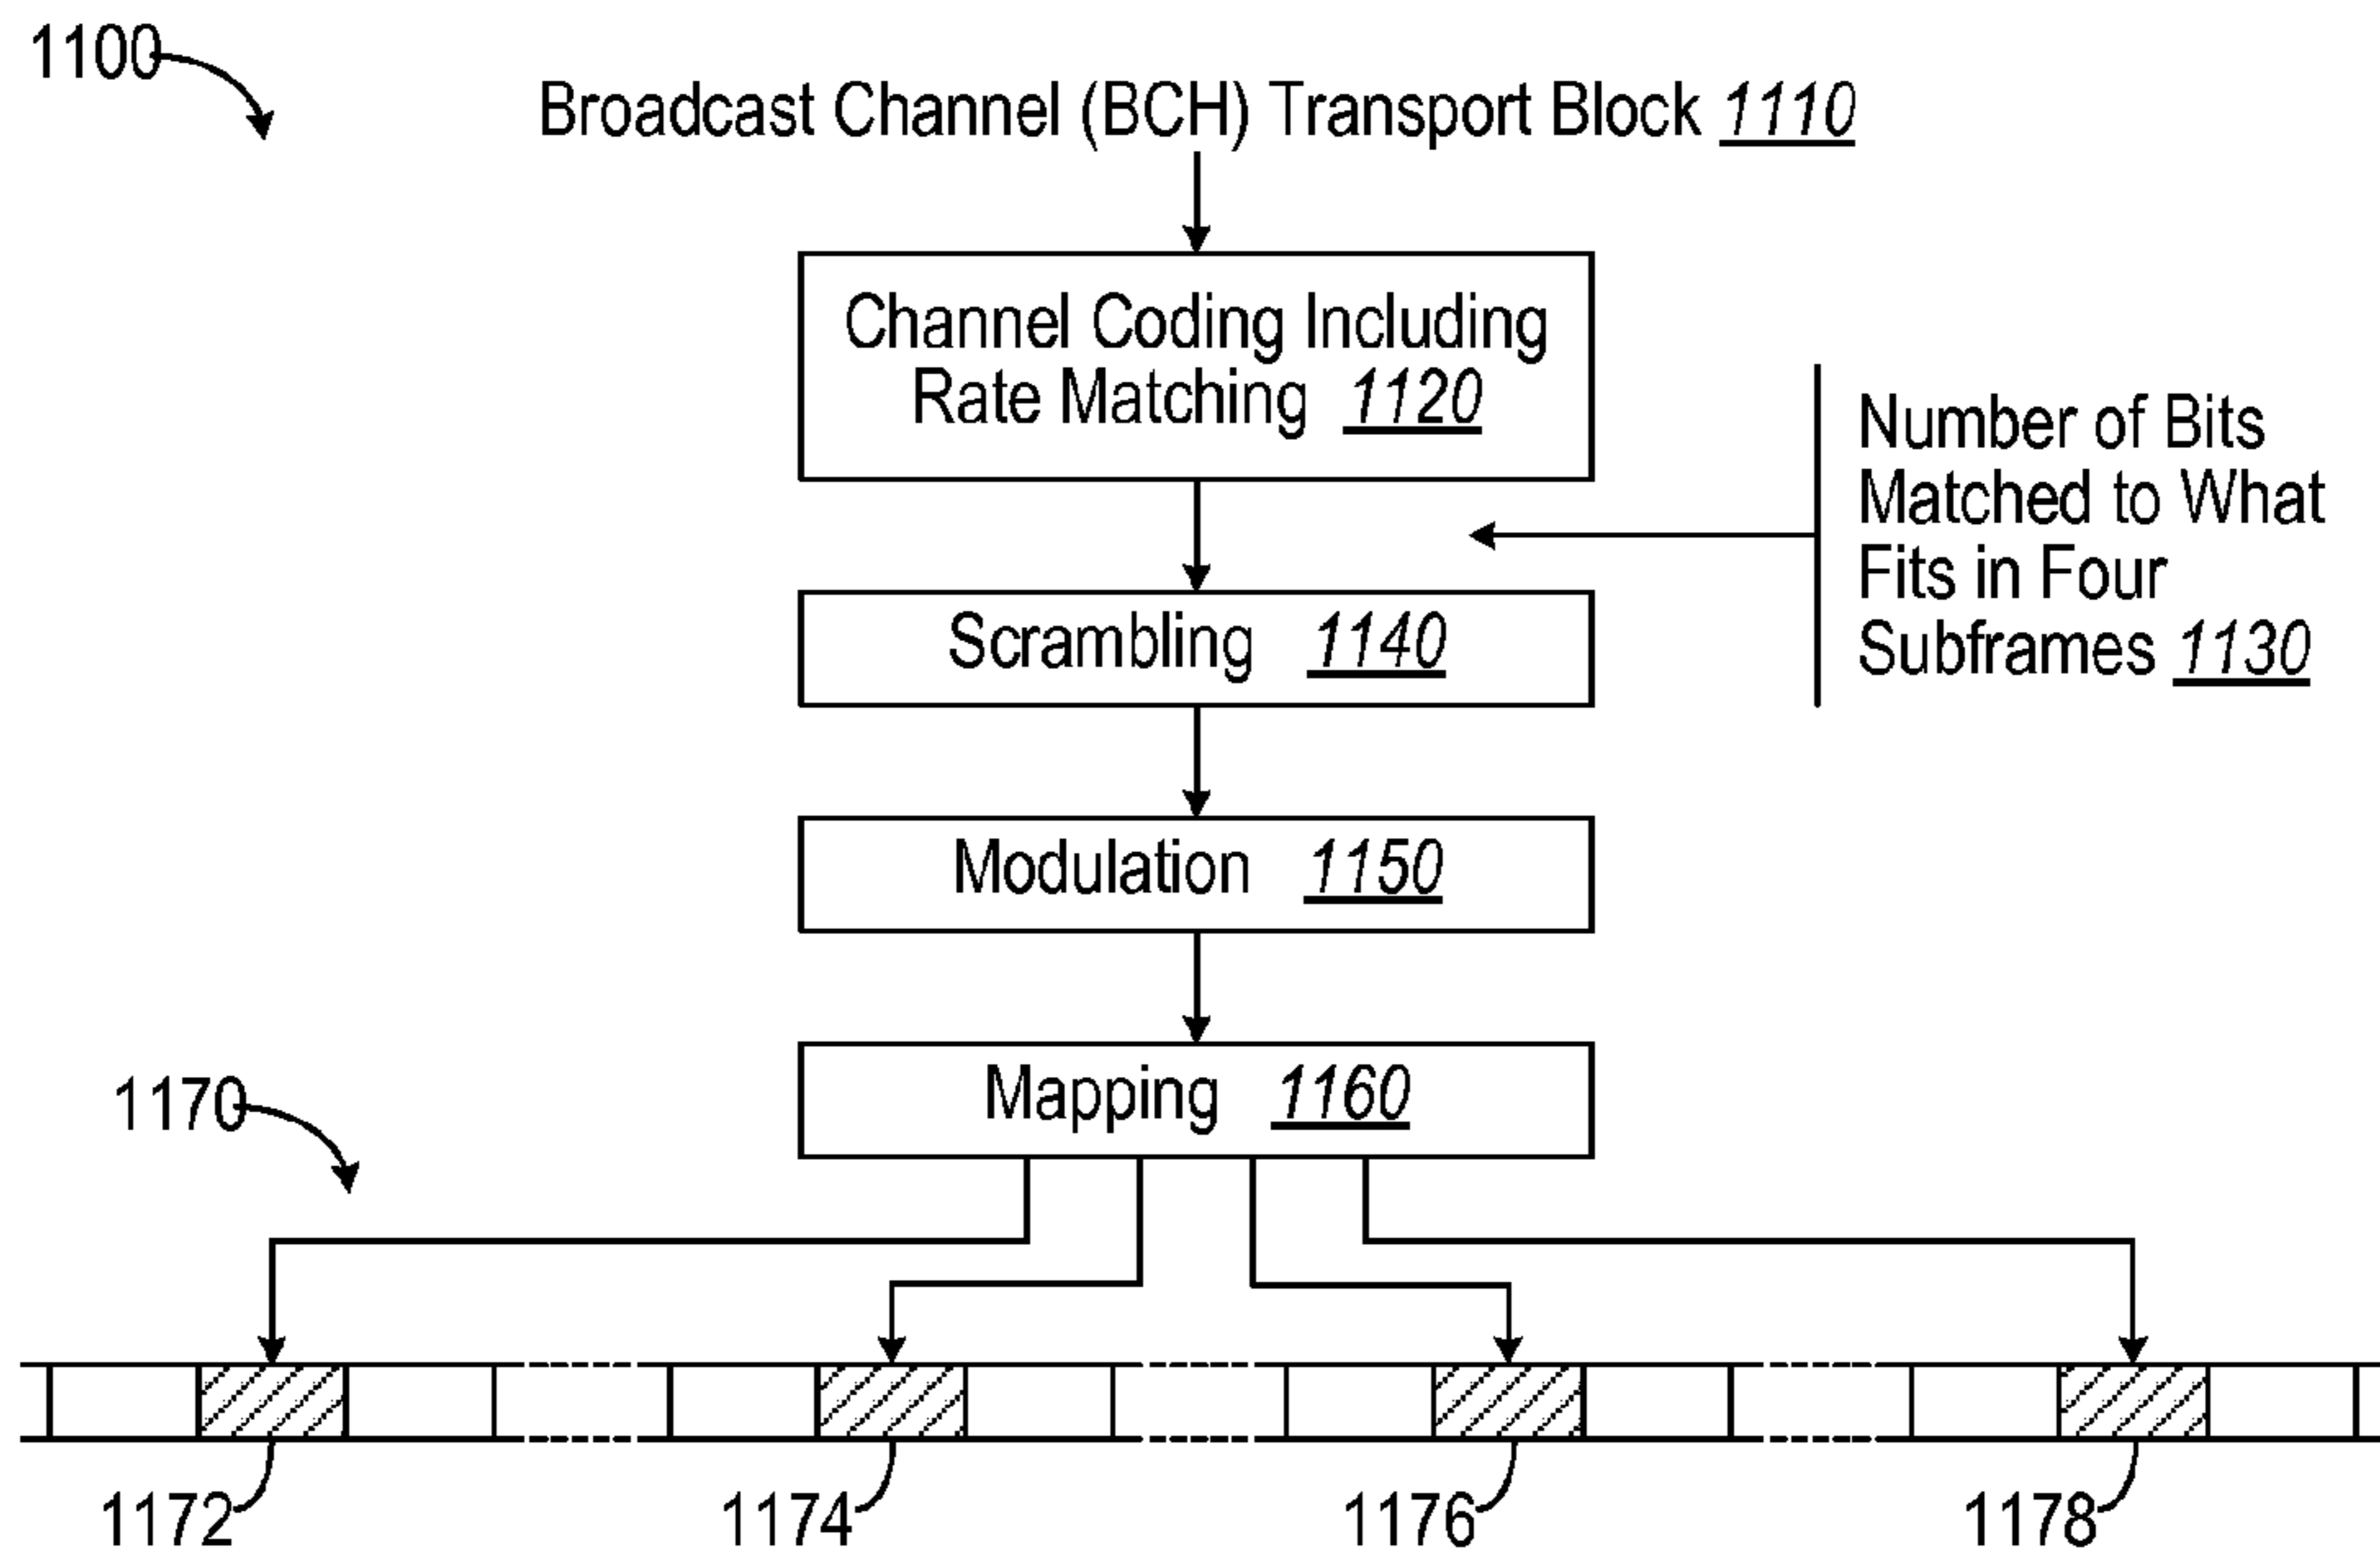 1100
Broadcast Channel (BCH) Transport Block 1110
Channel Coding Including
Rate Matching 1120
Number of Bits
Matched to What
Fits in Four
Subframes 1130
Scrambling 1140
Modulation 1150
Mapping 1160
1170
1172
1174
1176
1178